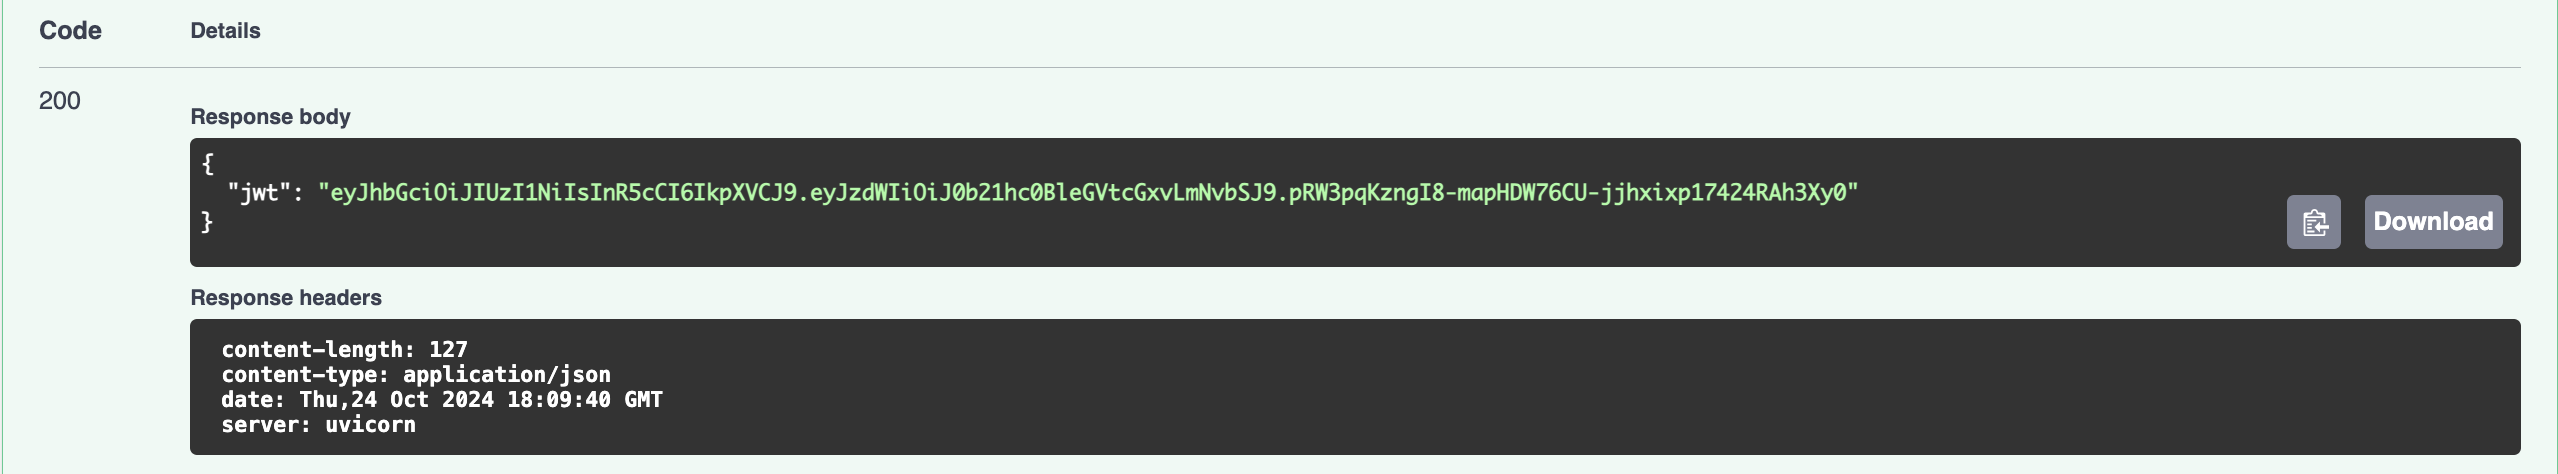 Code Details
200
Response body
{
"jwt": "eyJhbGciOiJIUzI1NiIsInR5cCI6IkpXVCJ9.eyJzdWIiOiJ0b21hc0BleGVtcGxvLmNvbSJ9.pRW3pqKzngI8-mapHDW76CU-jjhxixp17424RAh3Xy0"
}
Download
Response headers
content-length: 127
content-type: application/json
date: Thu,24 Oct 2024 18:09:40 GMT
server: uvicorn